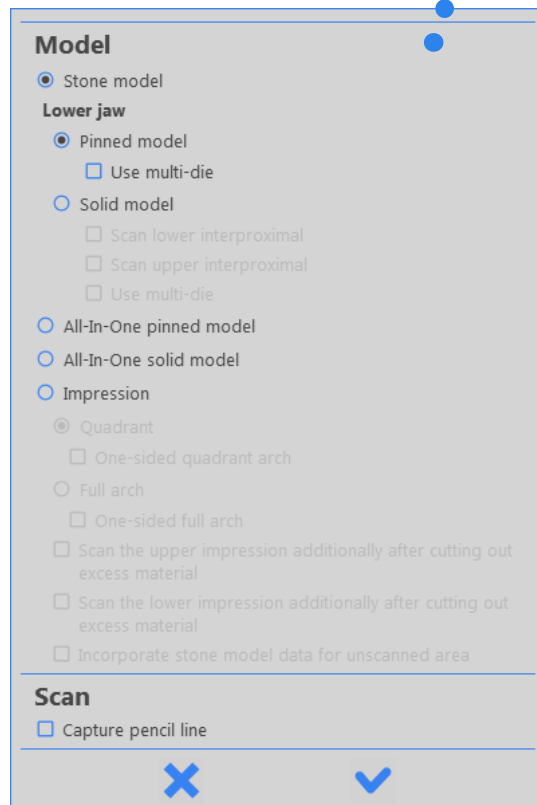 Model
Stone model
Lower jaw
Pinned model
Use multi-die
Solid model
Scan lower interproximal
Scan upper interproximal
Use multi-die
All-In-One pinned model
All-In-One solid model
Impression
Quadrant
One-sided quadrant arch
Full arch
One-sided full arch
Scan the upper impression additionally after cutting out
excess material
Scan the lower impression additionally after cutting out
excess material
Incorporate stone model data for unscanned area
Scan
Capture pencil line